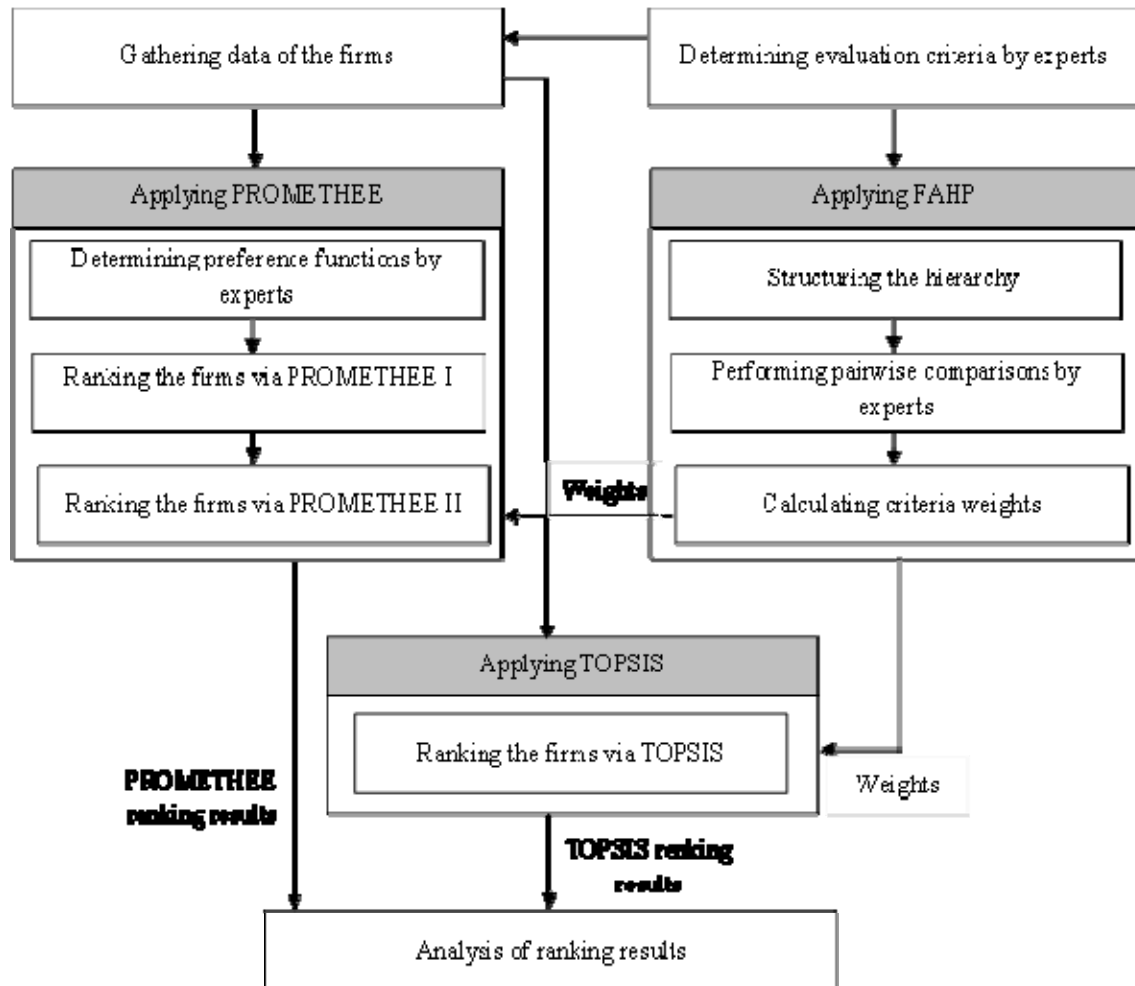 Gathering data of the firms
Determining evaluation criteria by experts
Applying PROMETHEE
Determining preference functions by
experts
Ranking the firms via PROMETHEE I
Ranking the firms via PROMETHEE II
Applying FAHP
Structuring the hierarchy
Performing pairwise comparisons by
experts
Calculating criteria weights
Weights
Applying TOPSIS
Ranking the firms via TOPSIS
Weights
PROMETHEE
ranking results
TOPSIS ranking
results
Analysis of ranking results